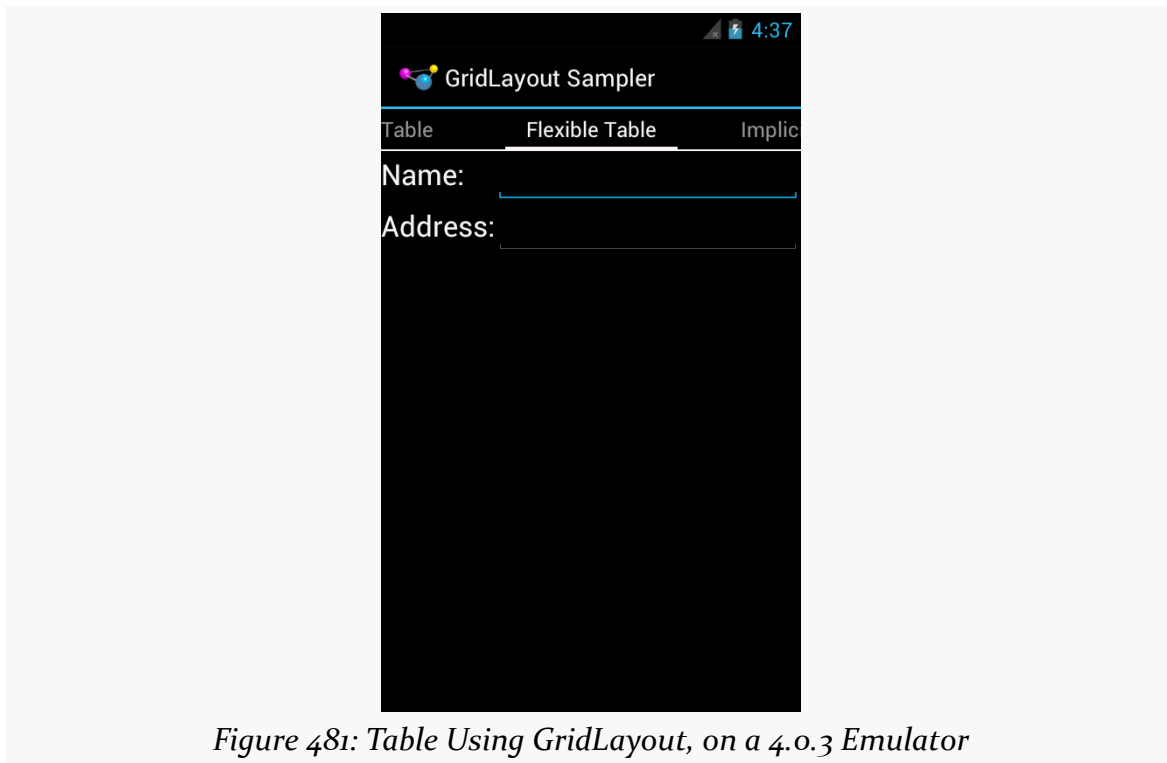 4:37
GridLayout Sampler
Table Flexible Table Implici
Name:
Address:
Figure 481: Table Using GridLayout, on a 4.0.3 Emulator